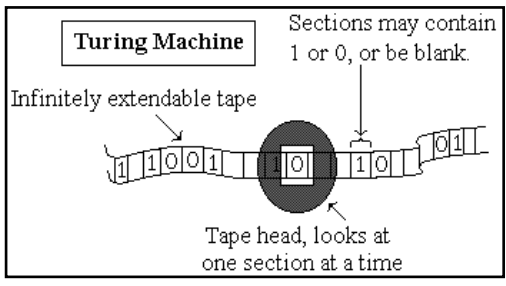 Turing Machine
Sections may contain
1 or 0, or be blank.
Infinitely extendable tape
1 1 0 0 1 1 0 1 0 0 1
Tape head, looks at
one section at a time